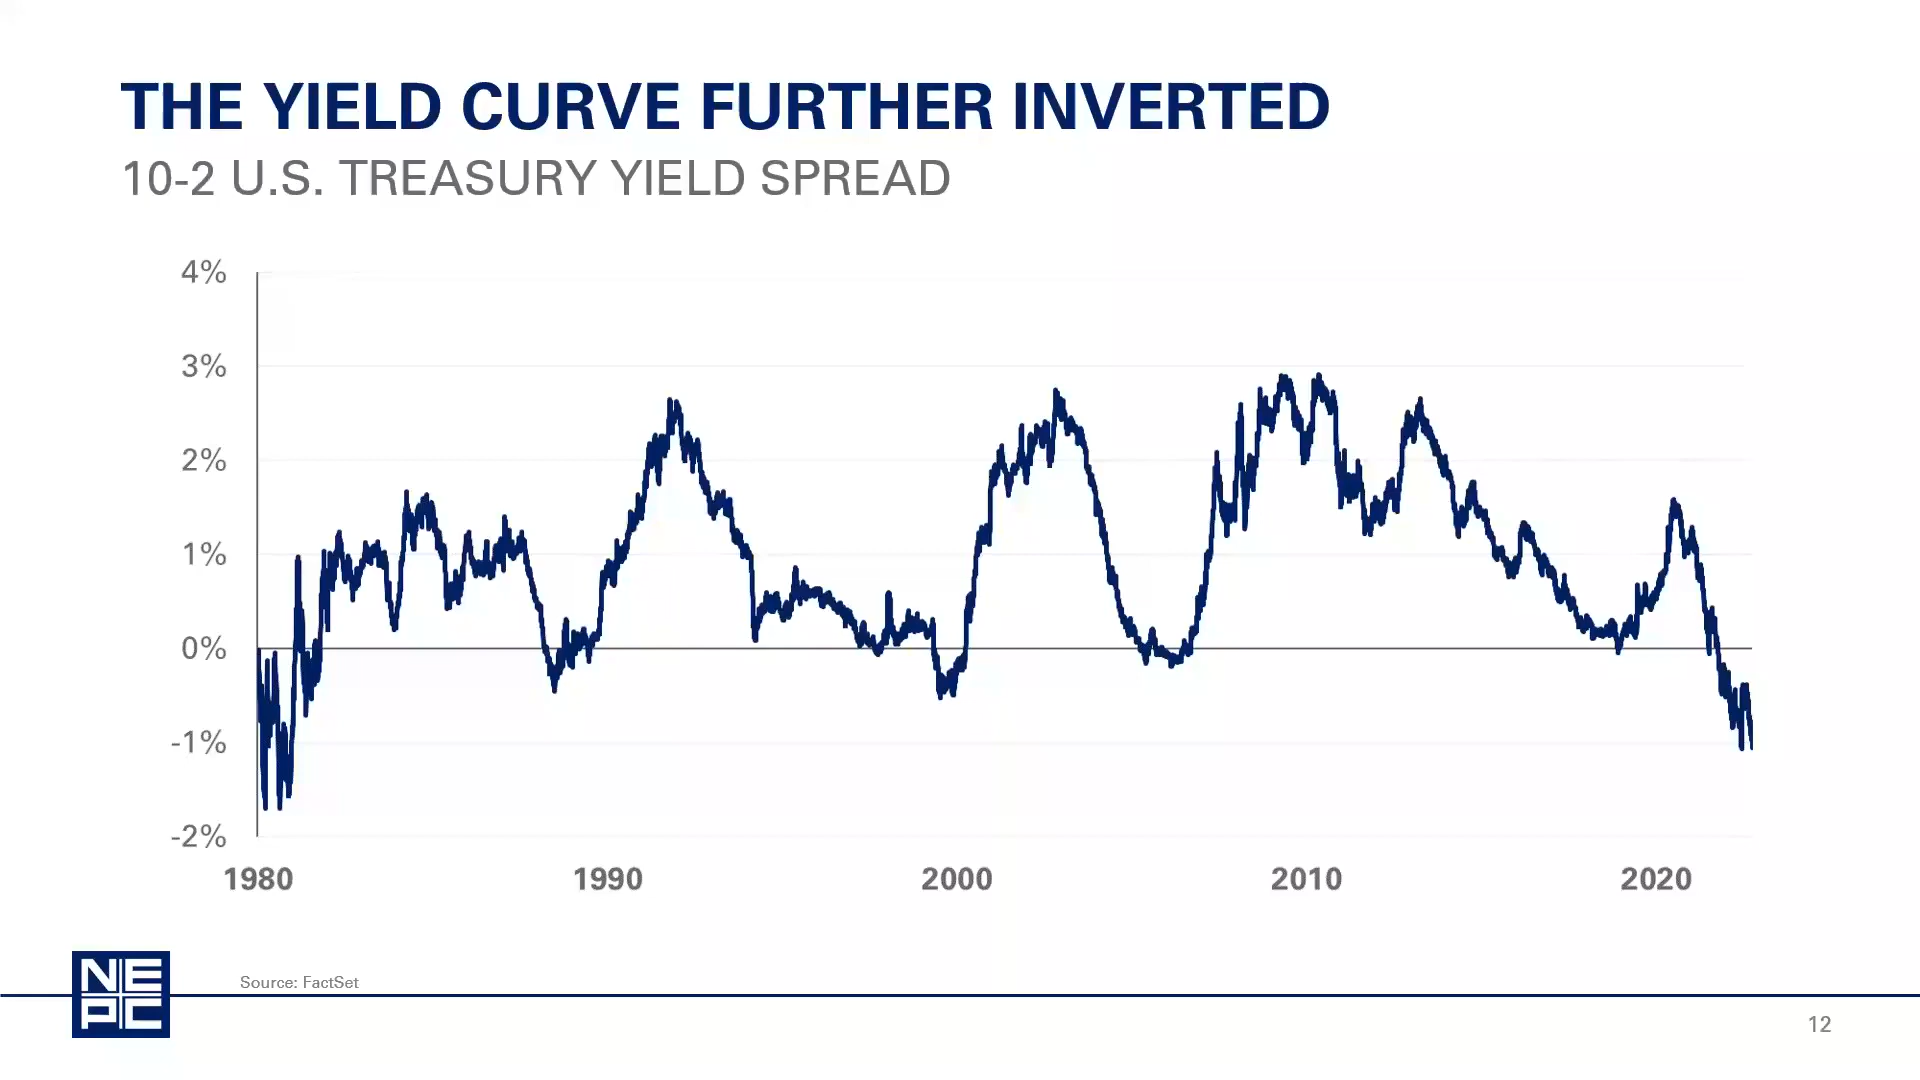 THE YIELD CURVE FURTHER INVERTED
10-2 U.S. TREASURY YIELD SPREAD
4%
3%
2%
1%
0%
-1%
-2%
1980 1990 2000 2010 2020
NE
PC
Source: FactSet
12